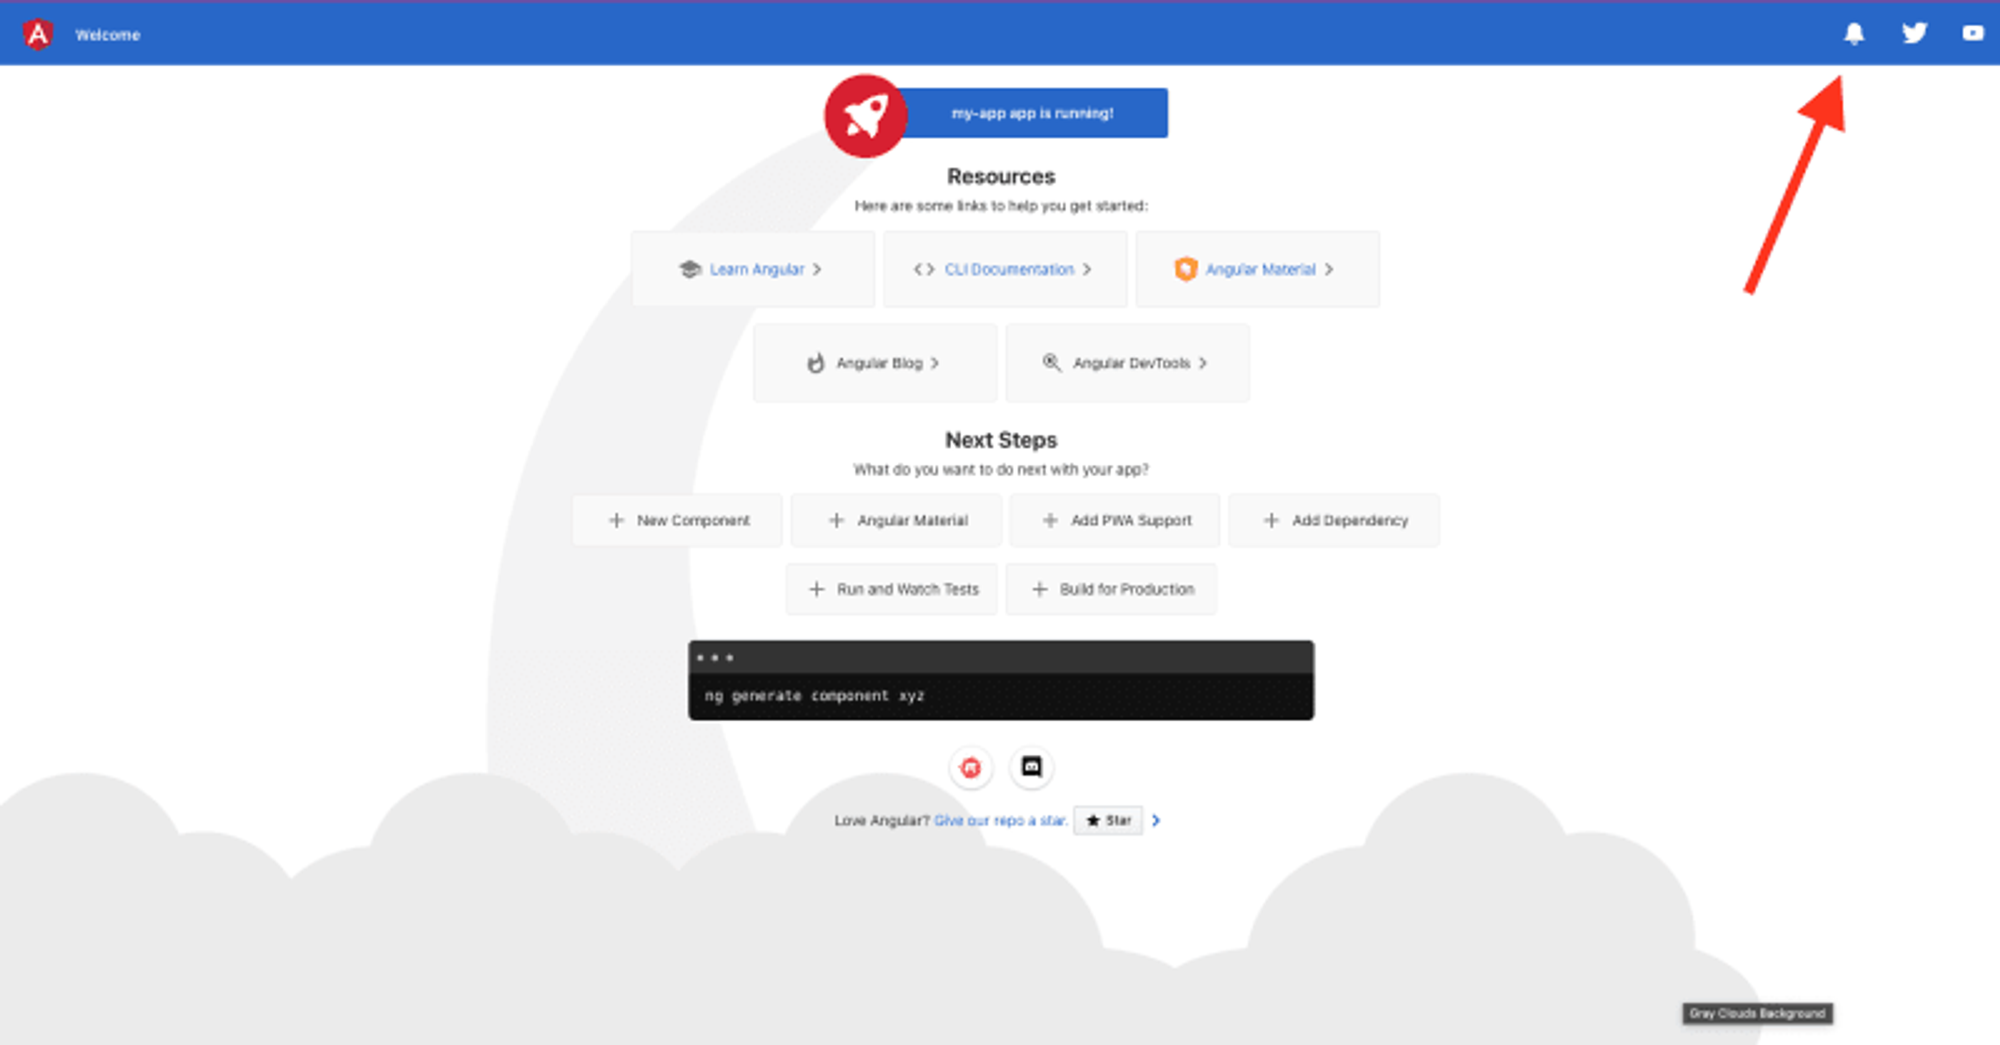 Welcome
my-app app is running!
Resources
Here are some links to help you get started:
Learn Angular
CLI Documentation
Angular Material
Angular Blog
Angular DevTools
Next Steps
What do you want to do next with your app?
New Component
Angular Material
Add PWA Support
Add Dependency
Run and Watch Tests
Build for Production
ng generate component xyz
Love Angular? Give our repo a star. Star
Gray Clouds Background